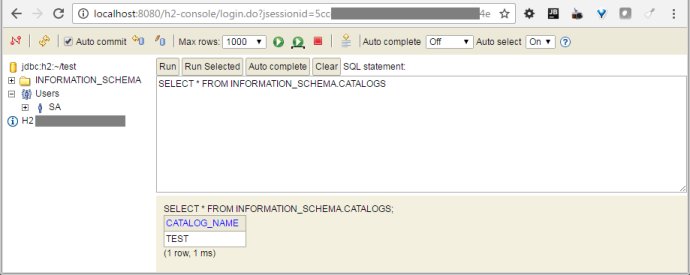 localhost:8080/h2-console/login.do?jsessionid=5cc 4e
Auto commit Max rows: 1000 Auto complete Off Auto select On
jdbc:h2:~/test
INFORMATION_SCHEMA
Users
SA
H2
Run Run Selected Auto complete Clear SQL statement:
SELECT * FROM INFORMATION_SCHEMA.CATALOGS
SELECT * FROM INFORMATION_SCHEMA.CATALOGS;
CATALOG_NAME
TEST
(1 row, 1 ms)